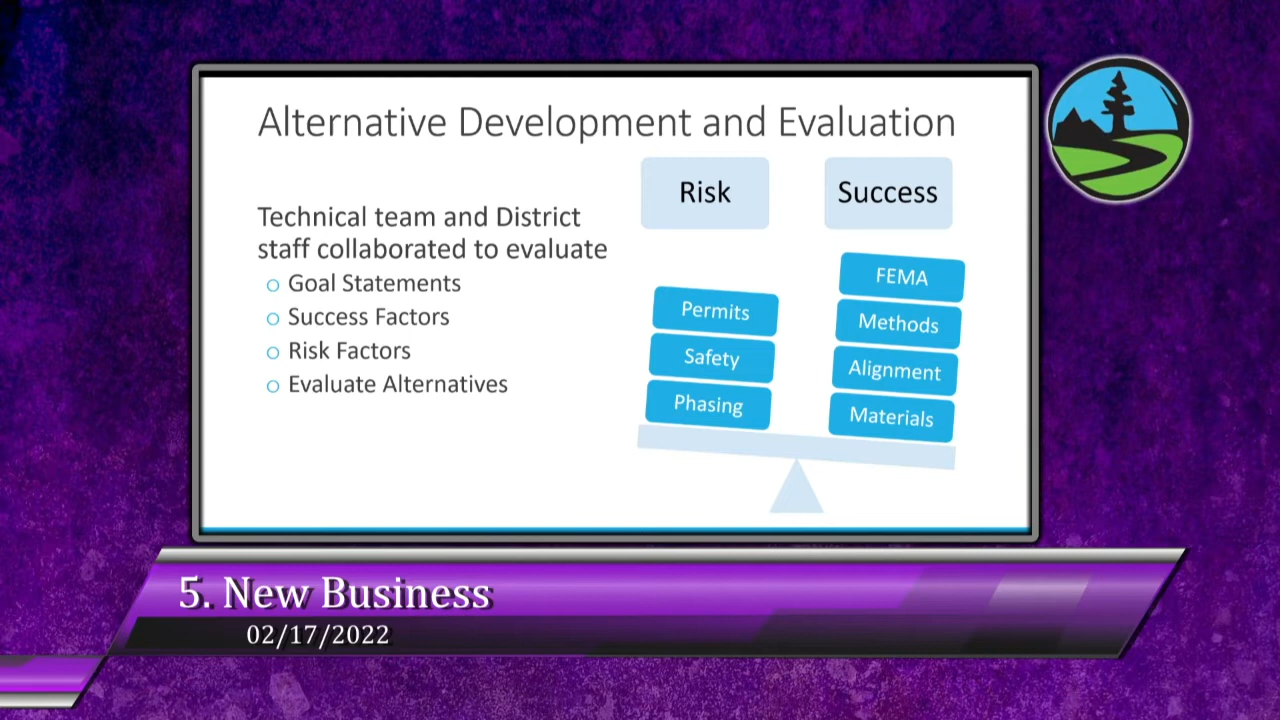 Alternative Development and Evaluation
Technical team and District
staff collaborated to evaluate
o Goal Statements
o Success Factors
o Risk Factors
o Evaluate Alternatives
Risk
Success
Permits
Safety
Phasing
FEMA
Methods
Alignment
Materials
5. New Business
02/17/2022